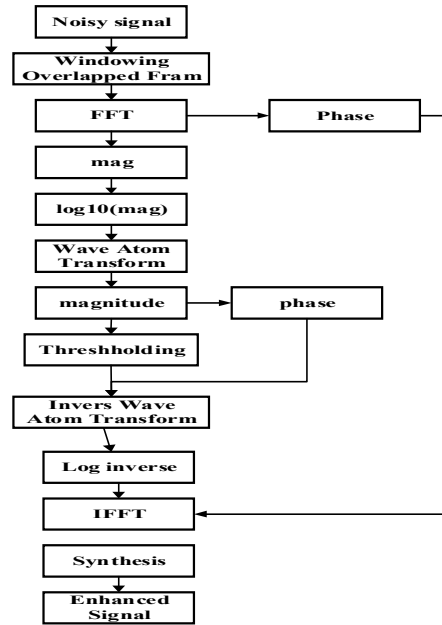 Noisy signal
Windowing
Overlapped Fram
FFT
Phase
mag
log10(mag)
Wave Atom
Transform
magnitude
phase
Threshholding
Invers Wave
Atom Transform
Log inverse
IFFT
Synthesis
Enhanced
Signal